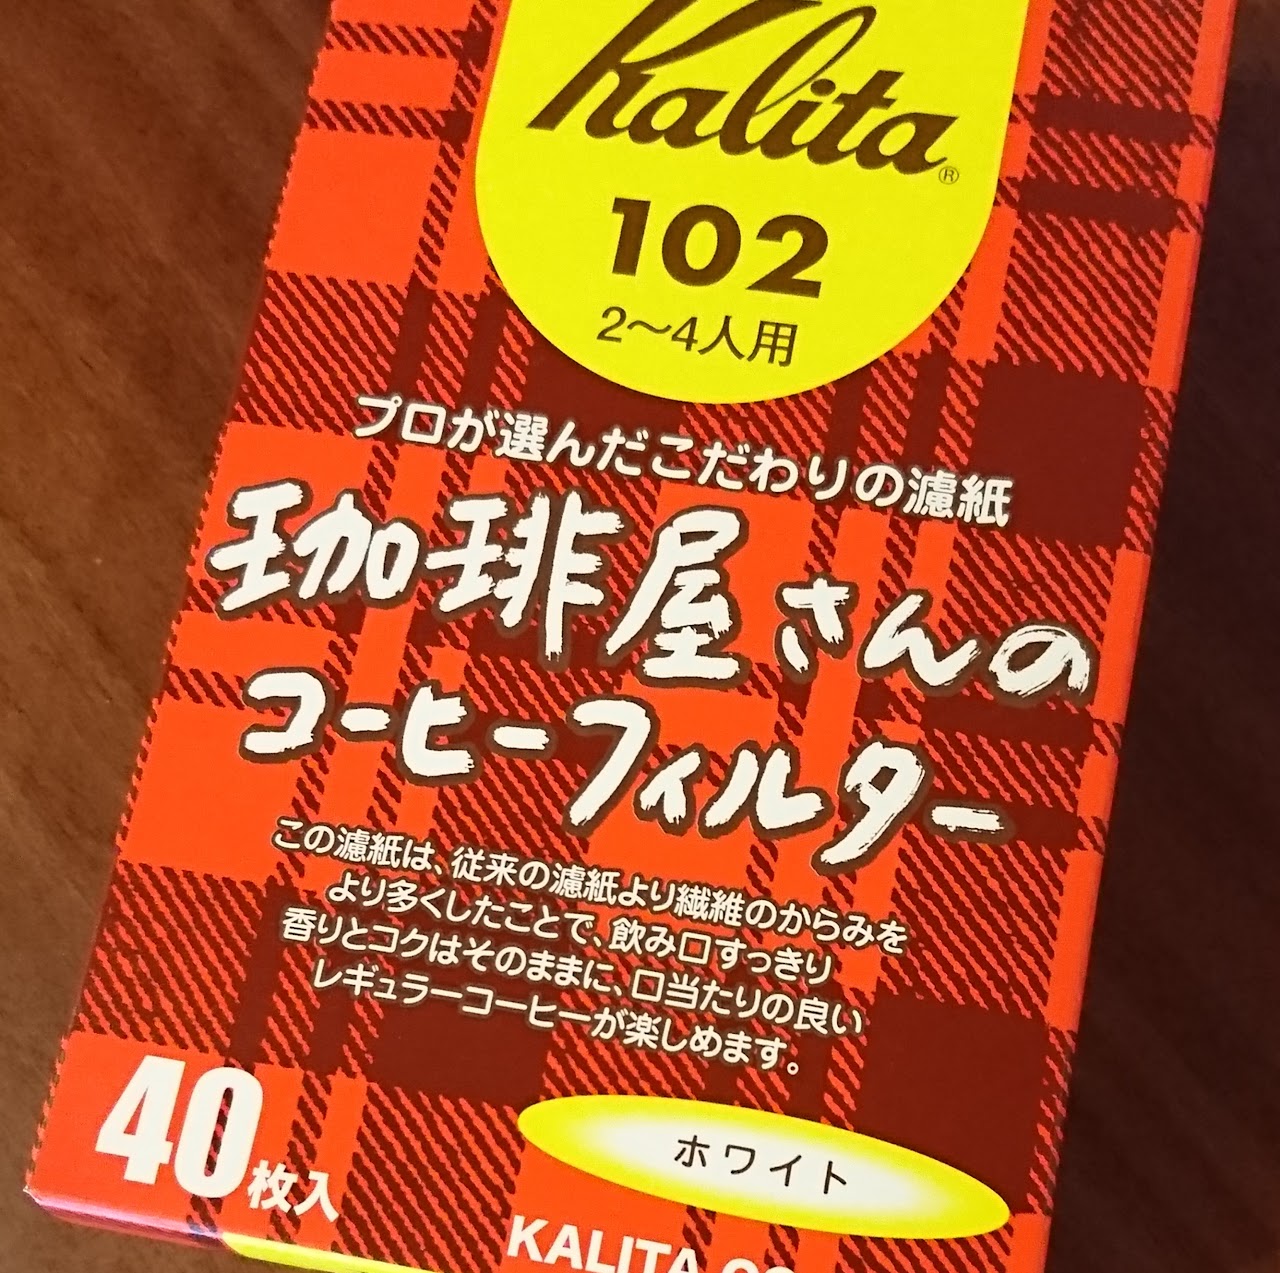 Kalita®
102
2〜4人用
プロが選んだこだわりの濾紙
珈琲屋さんの
コーヒーフィルター
この濾紙は、従来の濾紙より繊維のからみを
より多くしたことで、飲み口すっきり
香りとコクはそのままに、口当たりの良い
レギュラーコーヒーが楽しめます。
40枚入
ホワイト
KALITA